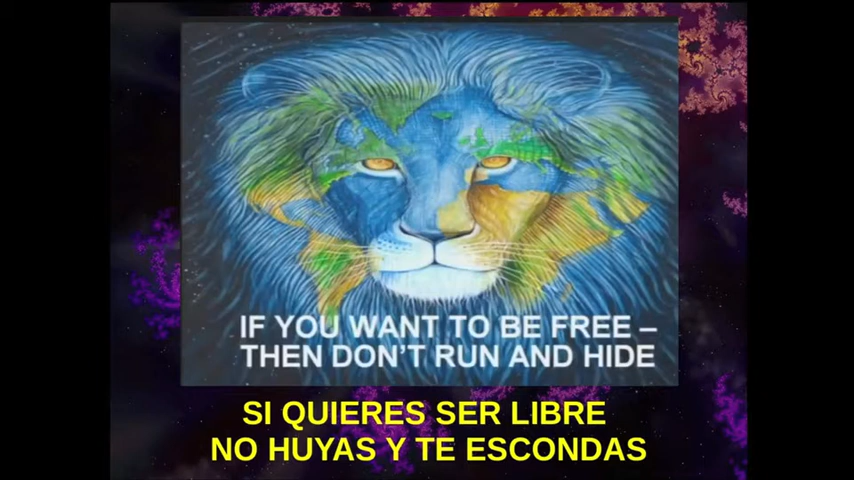 IF YOU WANT TO BE FREE –
THEN DON'T RUN AND HIDE
SI QUIERES SER LIBRE
NO HUYAS Y TE ESCONDAS